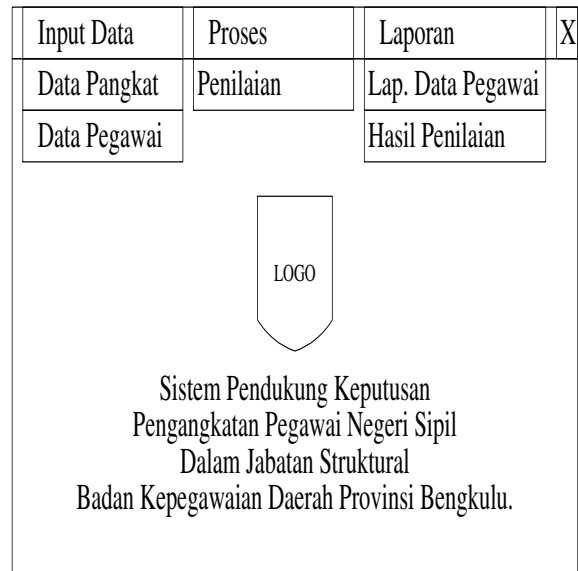 Input Data Proses Laporan X
Data Pangkat Penilaian Lap. Data Pegawai
Data Pegawai Hasil Penilaian
LOGO
Sistem Pendukung Keputusan
Pengangkatan Pegawai Negeri Sipil
Dalam Jabatan Struktural
Badan Kepegawaian Daerah Provinsi Bengkulu.